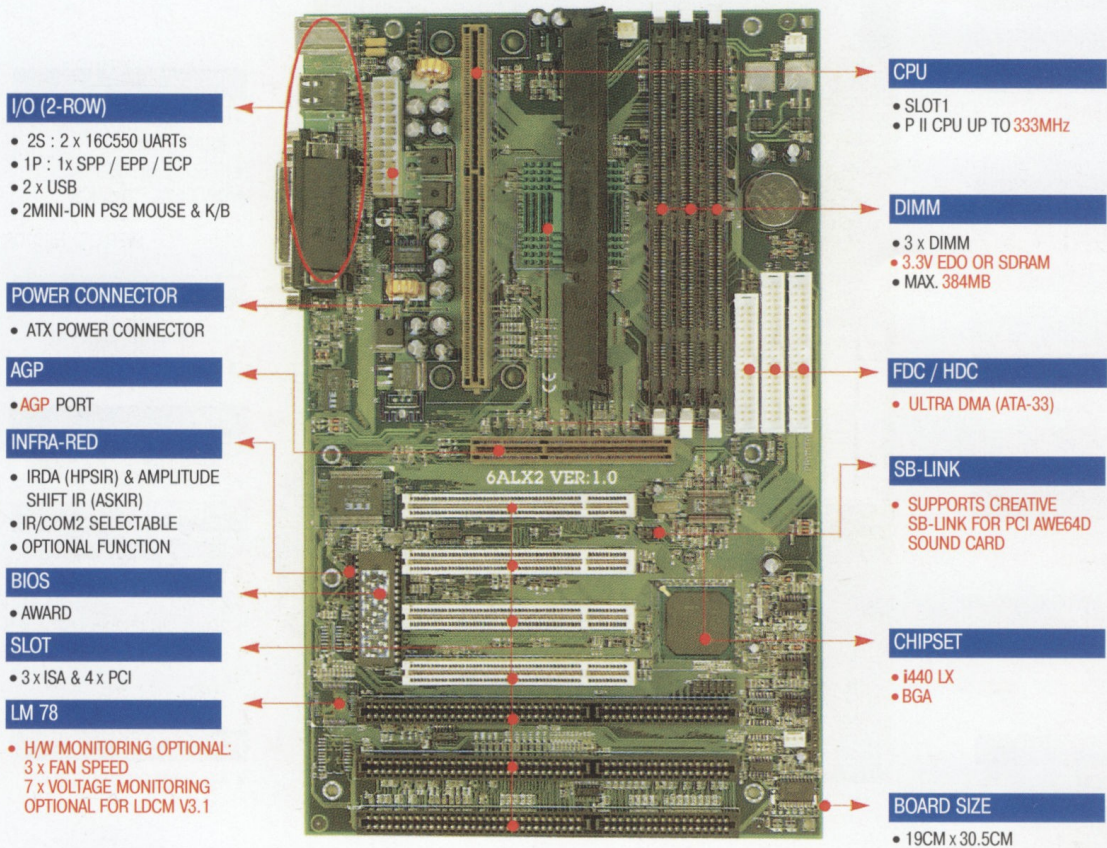 I/O (2-ROW)
• 2S : 2 x 16C550 UARTs
• 1P : 1x SPP / EPP / ECP
• 2 x USB
• 2MINI-DIN PS2 MOUSE & K/B
POWER CONNECTOR
• ATX POWER CONNECTOR
AGP
• AGP PORT
INFRA-RED
• IRDA (HPSIR) & AMPLITUDE
SHIFT IR (ASKIR)
• IR/COM2 SELECTABLE
• OPTIONAL FUNCTION
BIOS
• AWARD
SLOT
• 3 x ISA & 4 x PCI
LM 78
• H/W MONITORING OPTIONAL:
3 x FAN SPEED
7 x VOLTAGE MONITORING
OPTIONAL FOR LDCM V3.1
CE
6ALX2 VER:1.0
CPU
• SLOT1
• P II CPU UP TO 333MHz
DIMM
• 3 x DIMM
• 3.3V EDO OR SDRAM
• MAX. 384MB
FDC / HDC
• ULTRA DMA (ATA-33)
SB-LINK
• SUPPORTS CREATIVE
SB-LINK FOR PCI AWE64D
SOUND CARD
CHIPSET
• i440 LX
• BGA
BOARD SIZE
• 19CM x 30.5CM